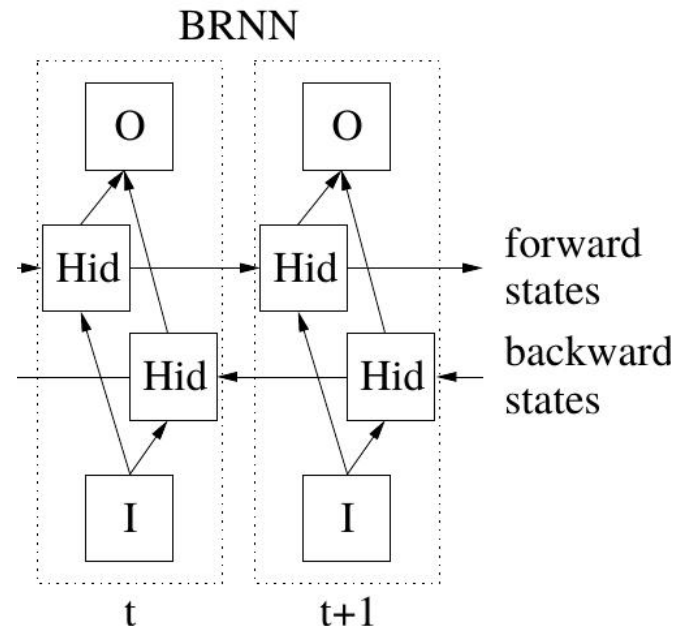 BRNN
O
O
Hid
Hid
forward
states
Hid
Hid
backward
states
I
I
t
t+1